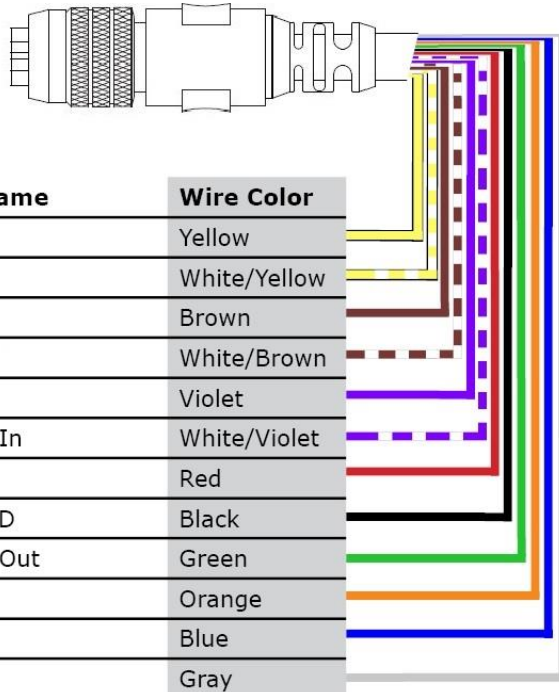 ame Wire Color
Yellow
White/Yellow
Brown
White/Brown
Violet
In White/Violet
Red
D Black
Out Green
Orange
Blue
Gray